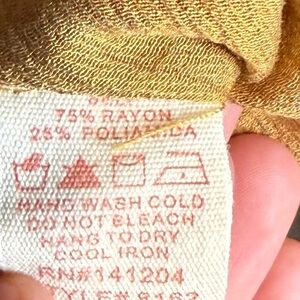 75% RAYON
25% POLIAMIDA
HAND WASH COLD
DO NOT BLEACH
HANG TO DRY
COOL IRON
RN#141204